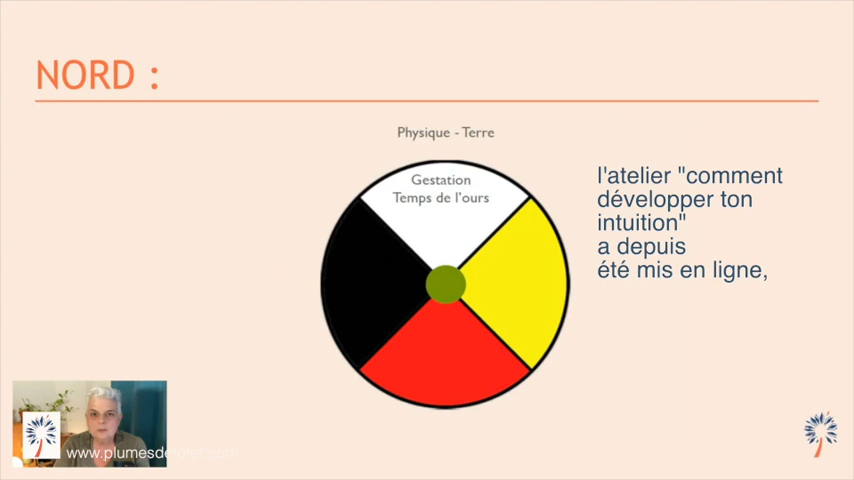 NORD :
Physique - Terre
Gestation
Temps de l'ours
l'atelier "comment
développer ton
intuition"
a depuis
été mis en ligne,
www.plumesdeforet.com